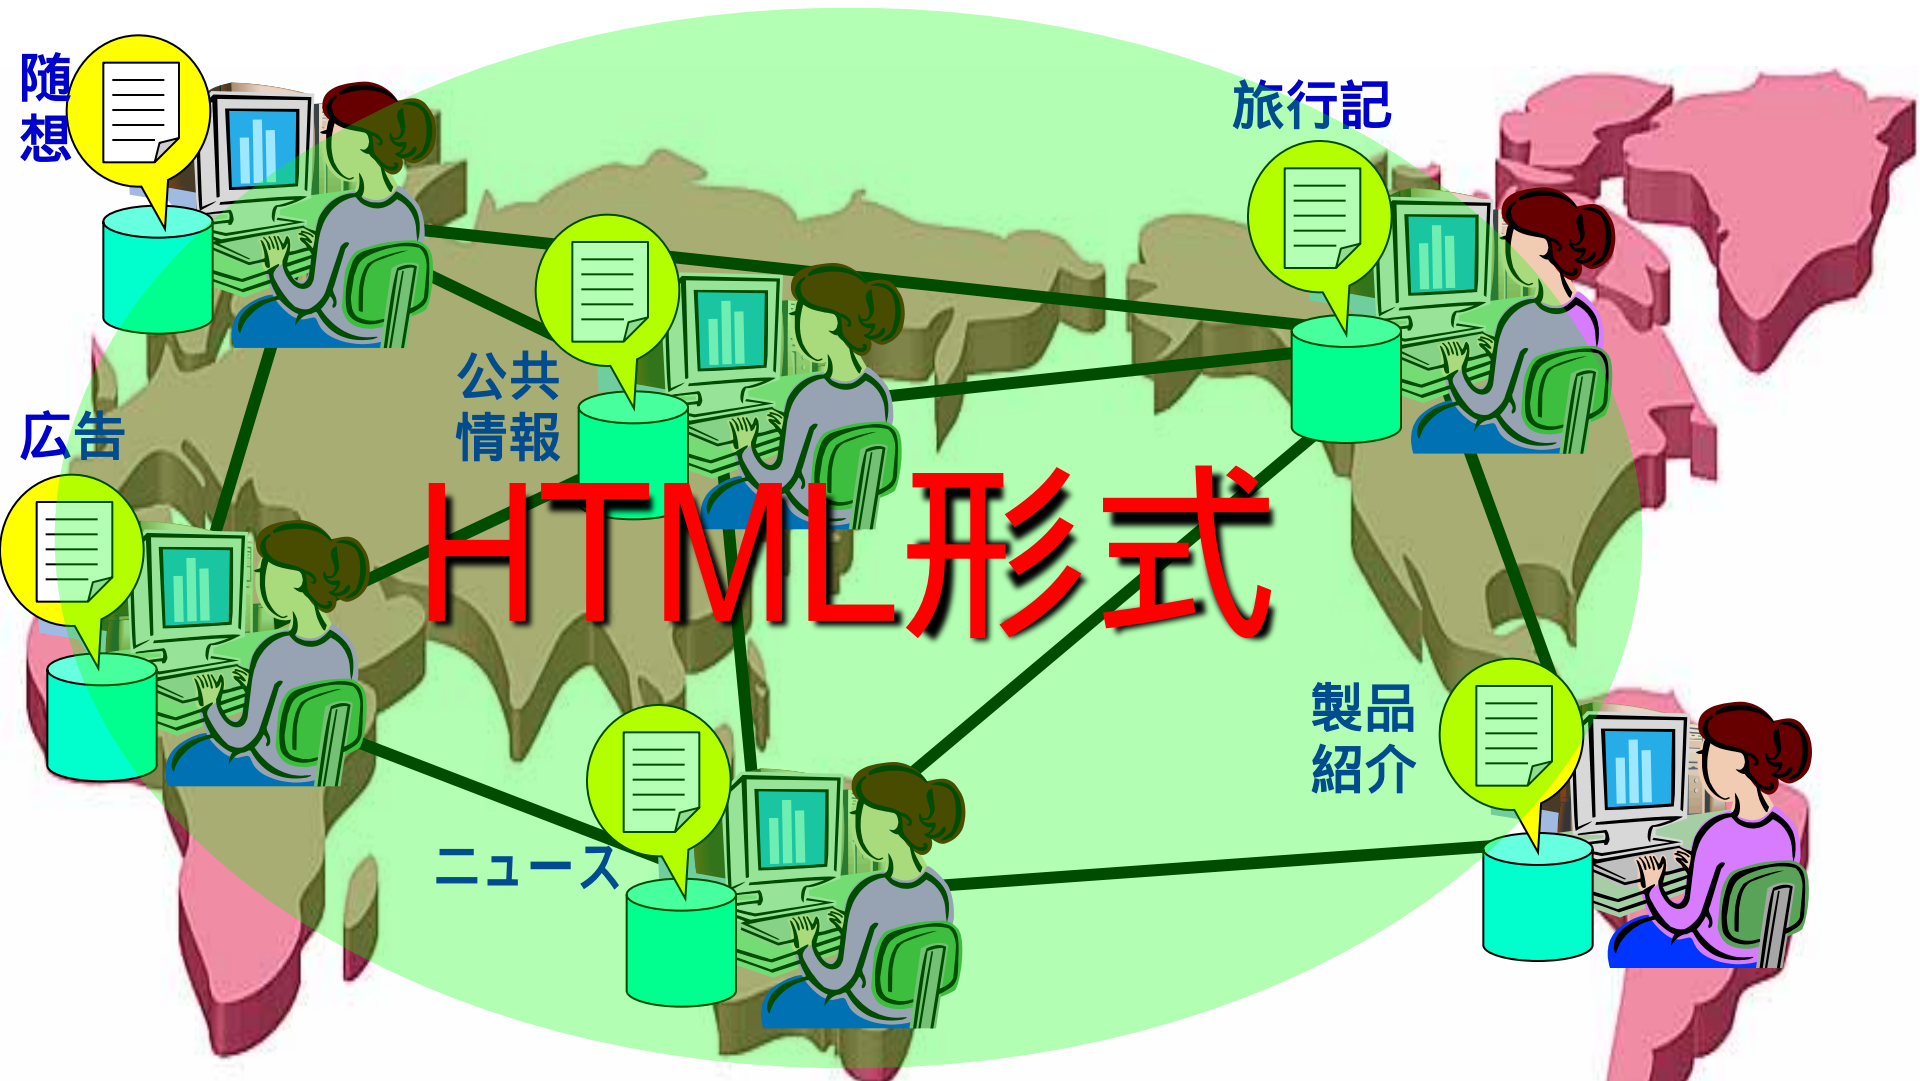 随
想
旅行記
公共
情報
広告
HTML形式
製品
紹介
ニュース